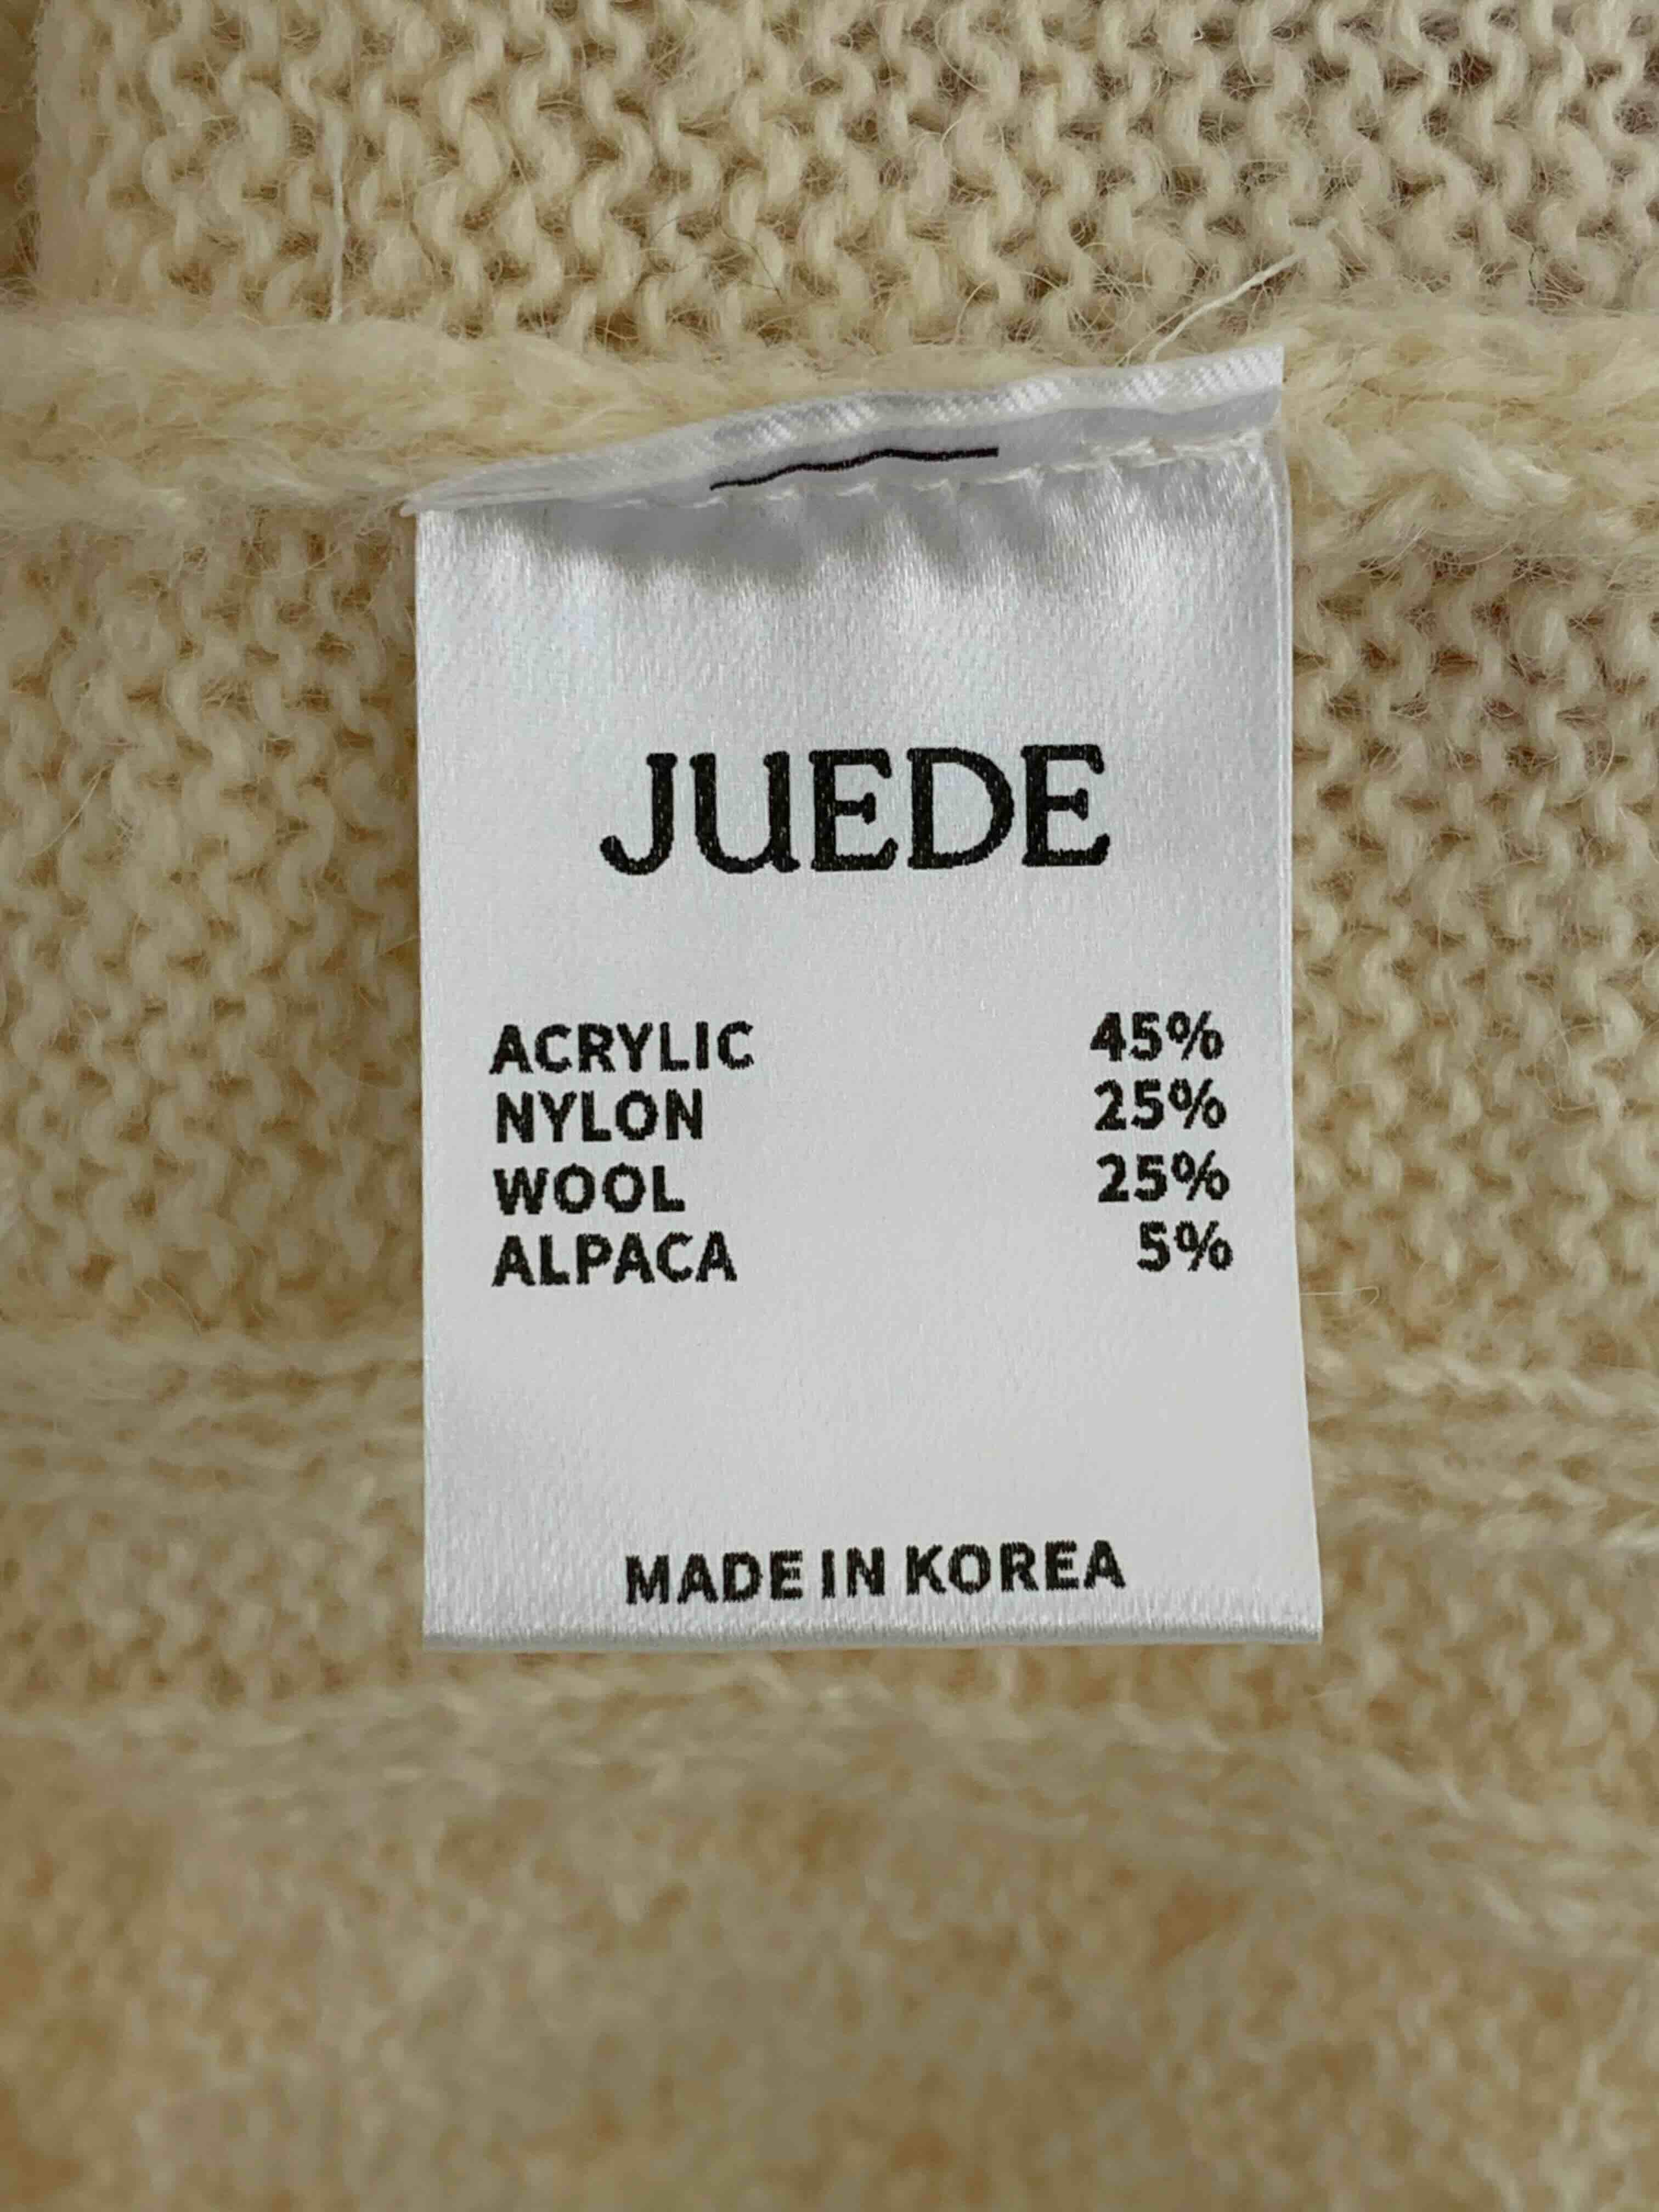 JUEDE
ACRYLIC 45%
NYLON 25%
WOOL 25%
ALPACA 5%
MADE IN KOREA